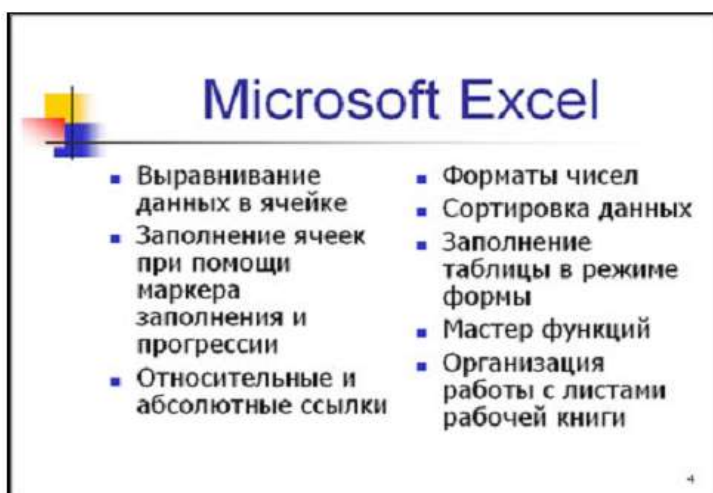 Microsoft Excel
Выравнивание
данных в ячейке
Заполнение ячеек
при помощи
маркера
заполнения и
прогрессии
Относительные и
абсолютные ссылки
Форматы чисел
Сортировка данных
Заполнение
таблицы в режиме
формы
Мастер функций
Организация
работы с листами
рабочей книги
4